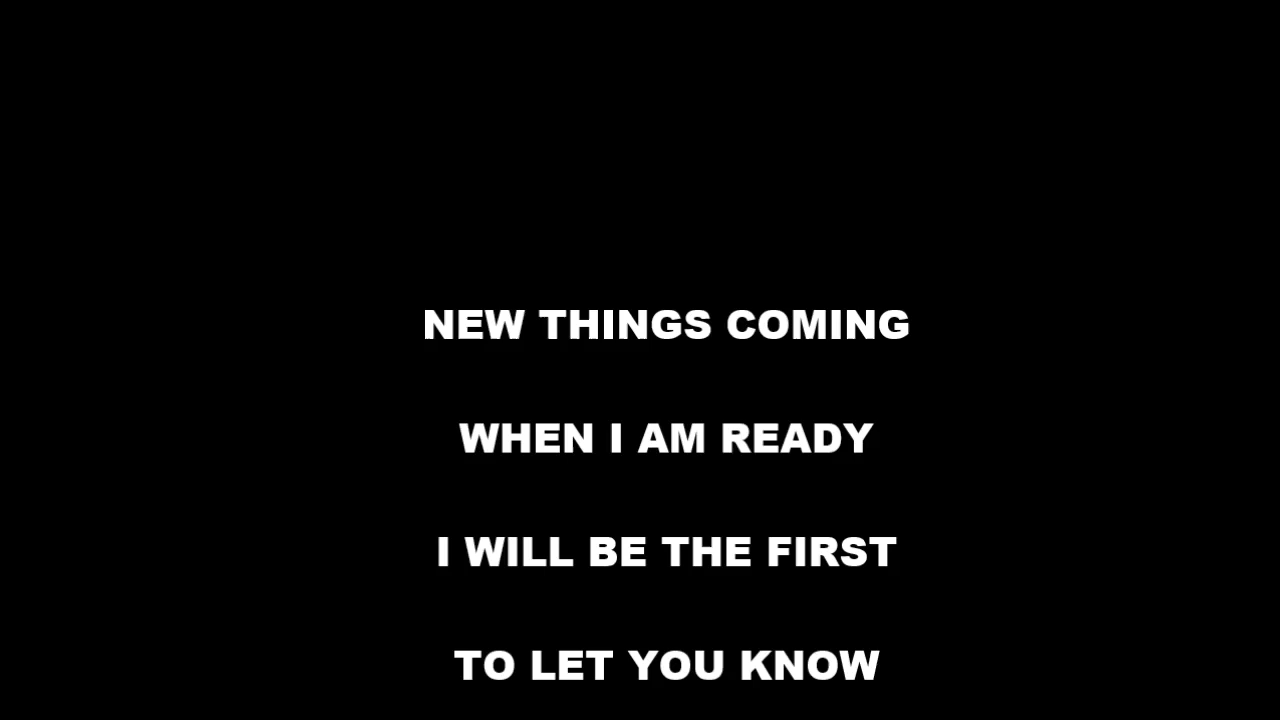 NEW THINGS COMING
WHEN I AM READY
I WILL BE THE FIRST
TO LET YOU KNOW